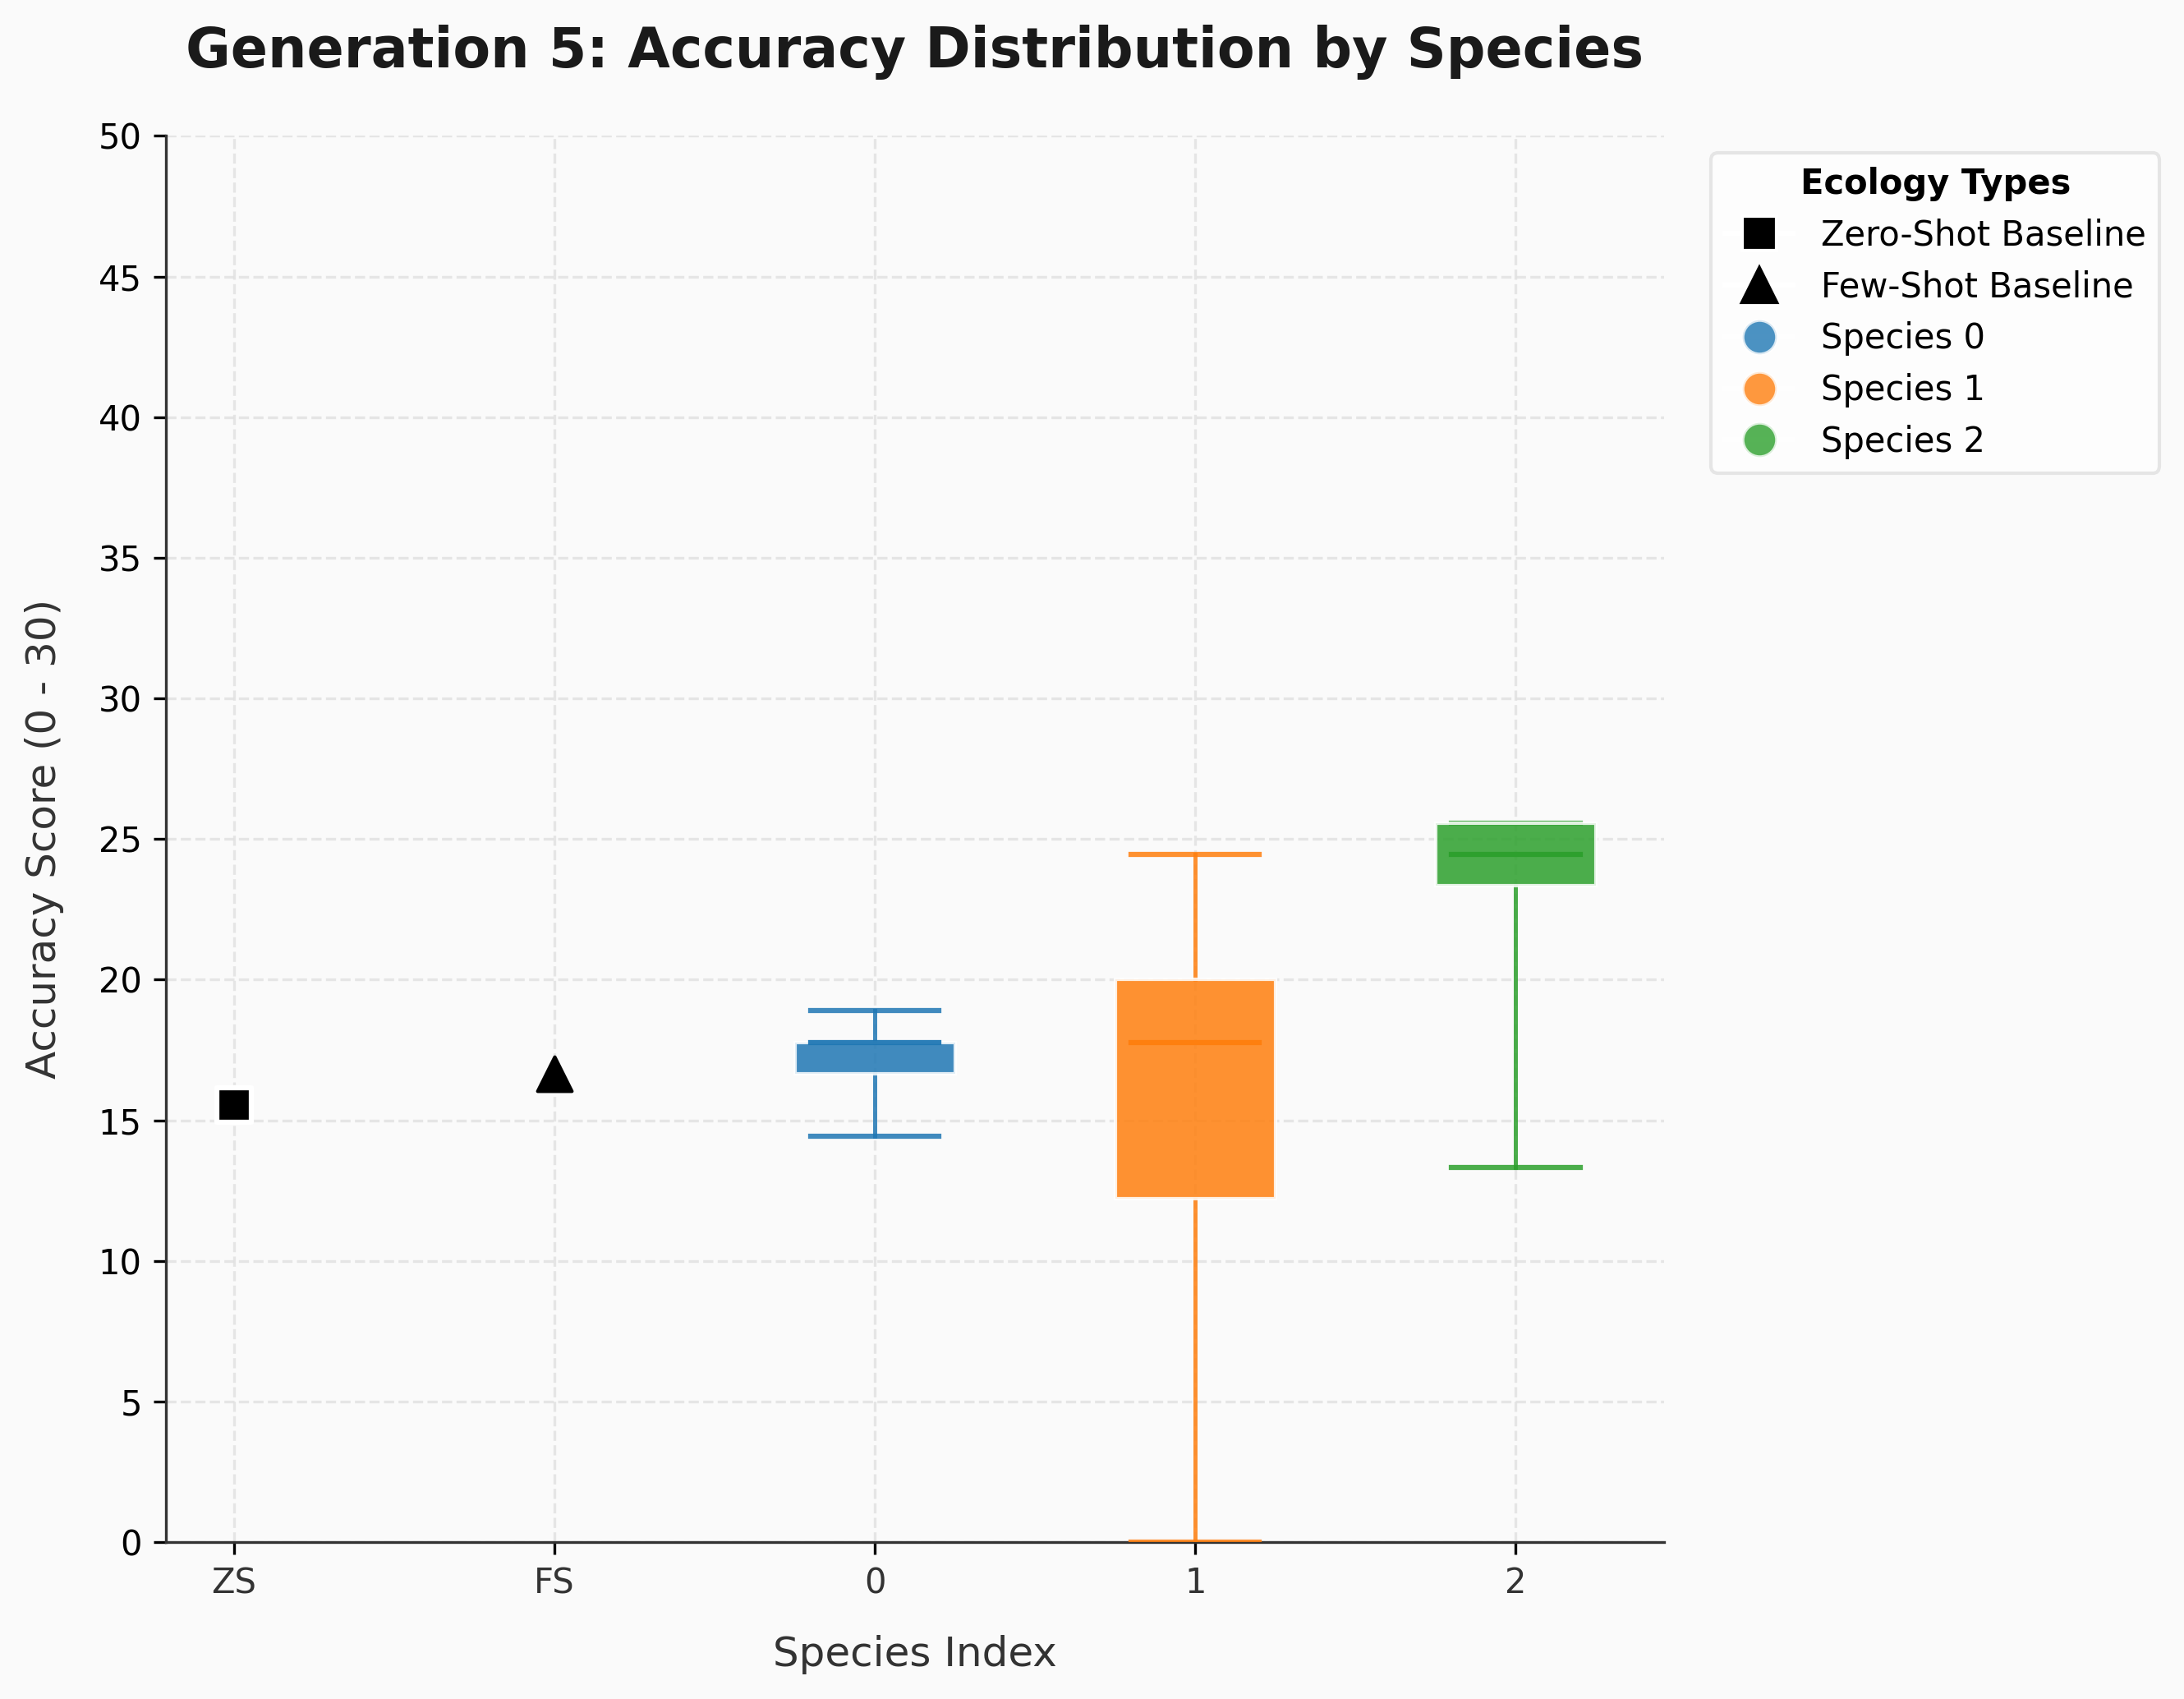 Generation 5: Accuracy Distribution by Species
50
45
40
35
30
25
20
15
10
5
0
Accuracy Score (0 - 30)
ZS
FS
0
1
2
Species Index
Ecology Types
Zero-Shot Baseline
Few-Shot Baseline
Species 0
Species 1
Species 2